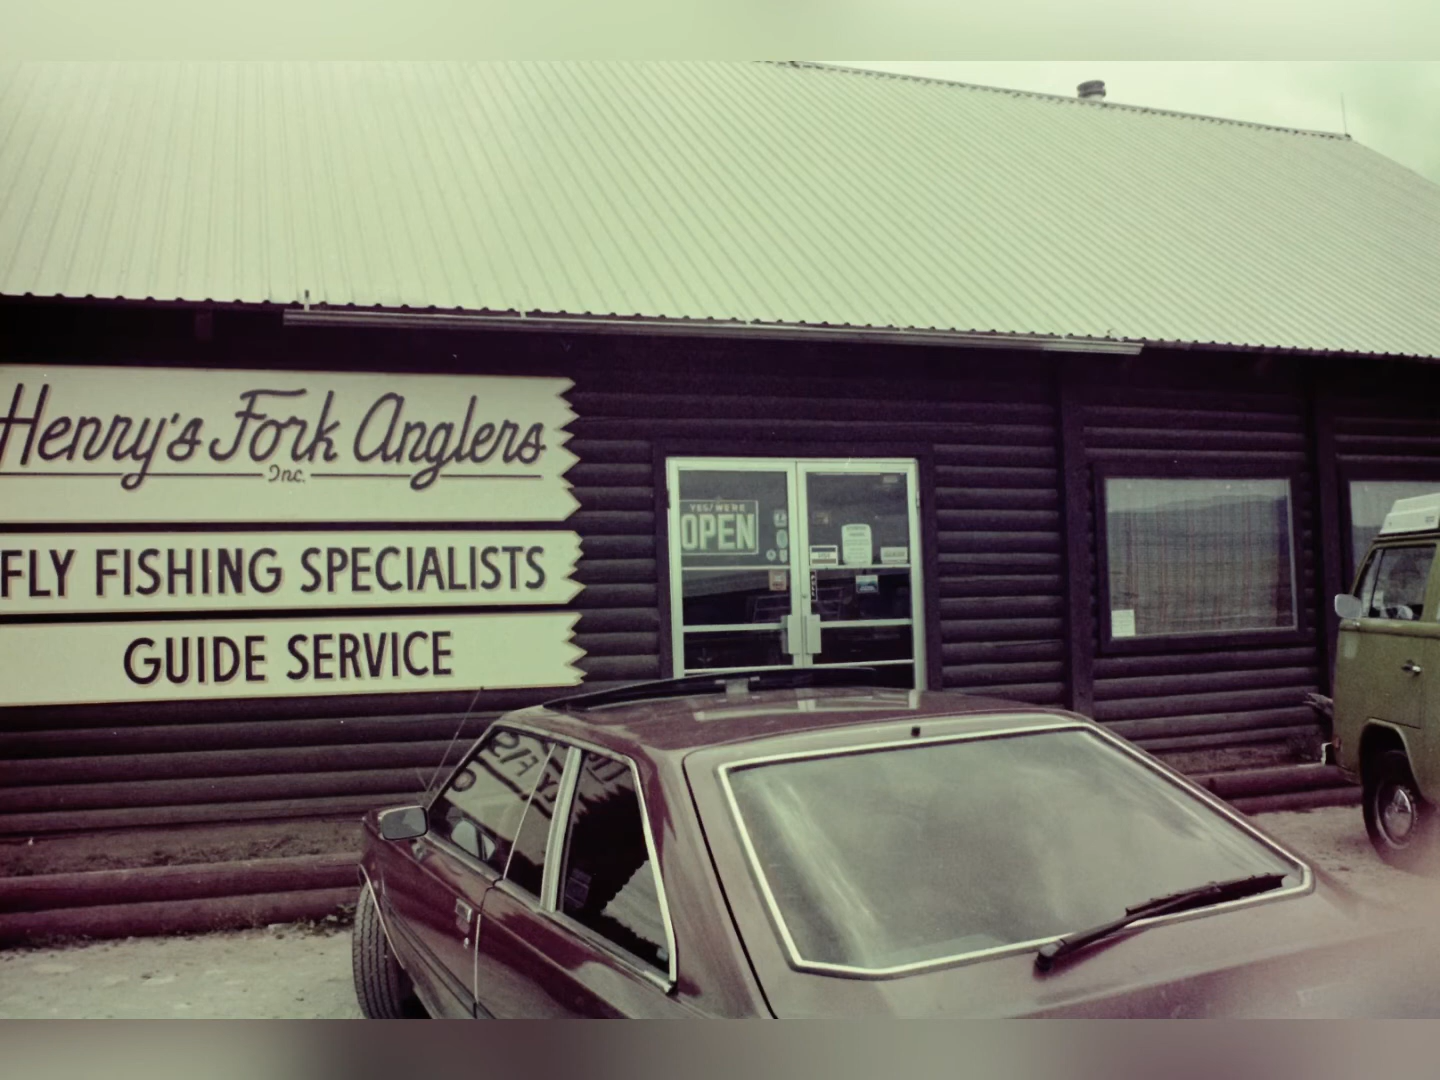 Henry's Fork Anglers
Inc.
FLY FISHING SPECIALISTS
GUIDE SERVICE
YES/WE'RE
OPEN